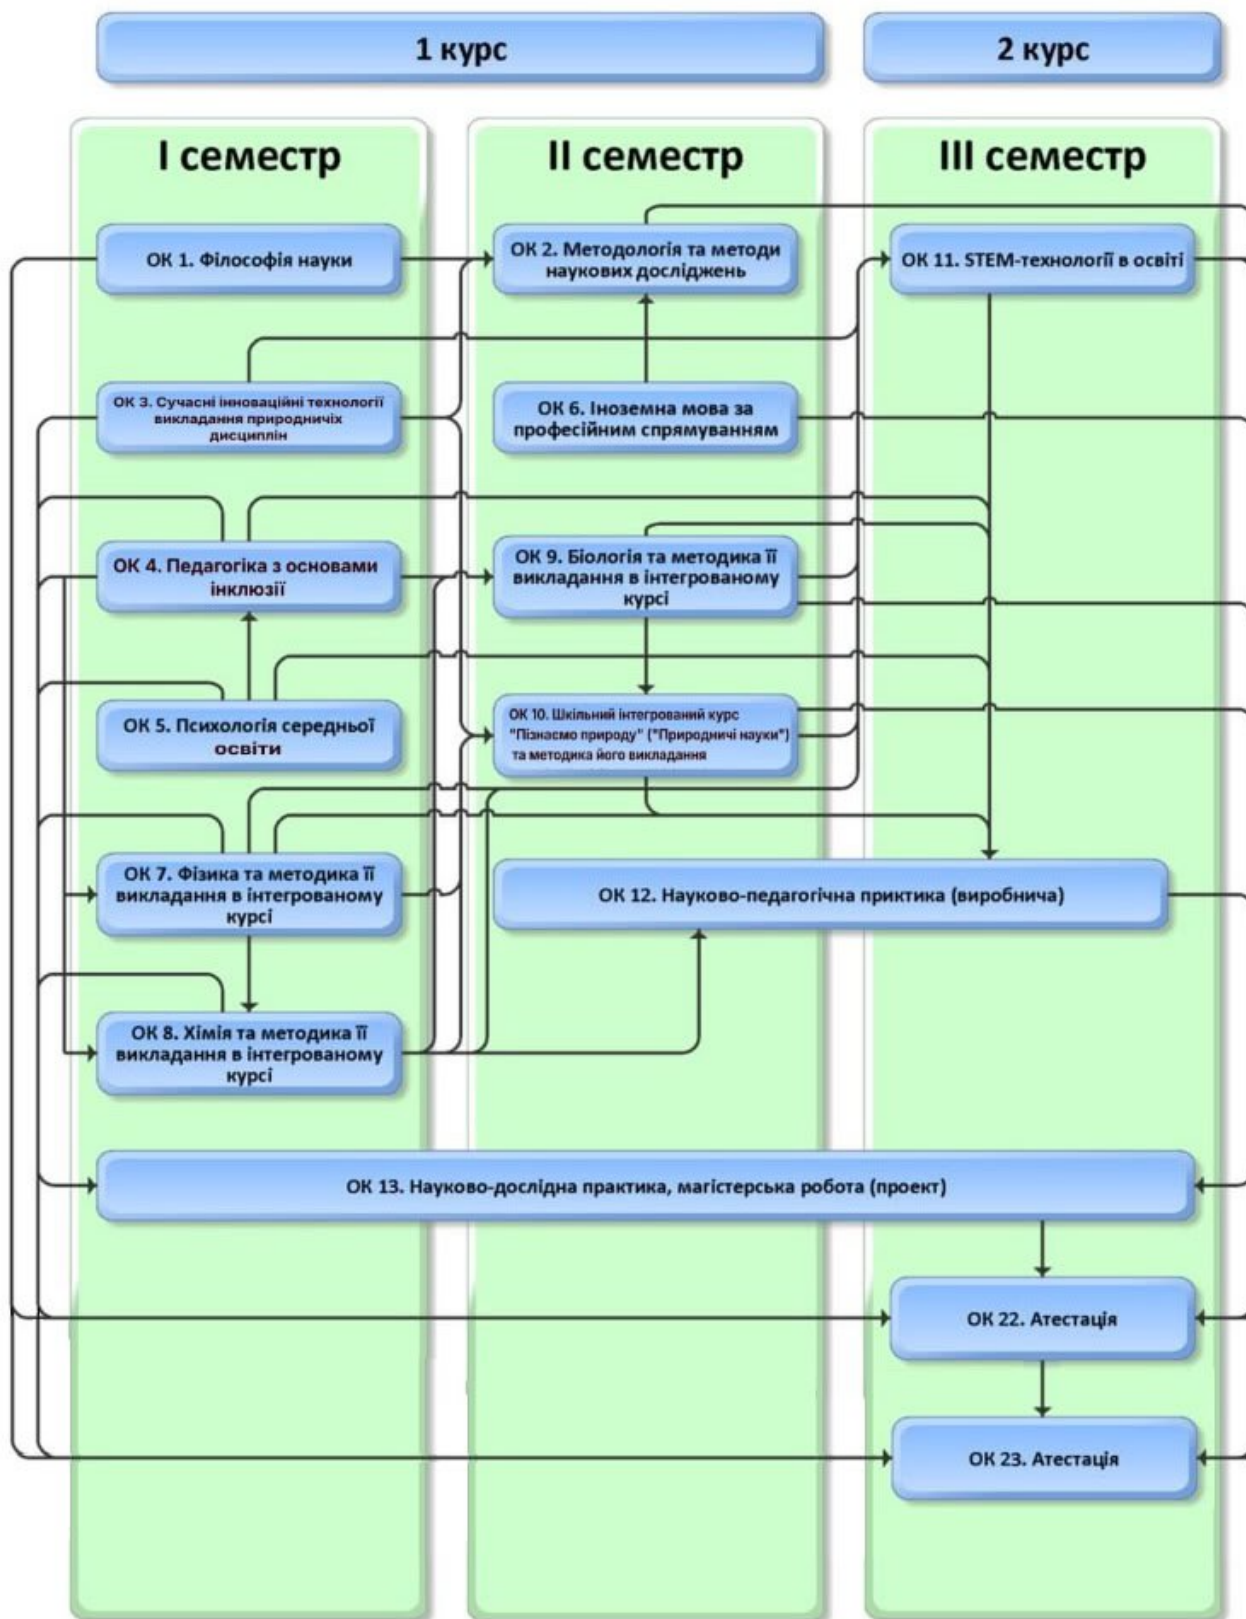 1 курс
2 курс
І семестр
ІІ семестр
ІІІ семестр
ОК 1. Філософія науки
ОК 2. Методологія та методи
наукових досліджень
ОК 11. STEM-технології в освіті
ОК 3. Сучасні інноваційні технології
викладання природничіх
дисциплін
ОК 6. Іноземна мова за
професійним спрямуванням
ОК 4. Педагогіка з основами
інклюзії
ОК 9. Біологія та методика її
викладання в інтегрованому
курсі
ОК 5. Психологія середньої
освіти
ОК 10. Шкільний інтегрований курс
"Пізнаємо природу" ("Природничі науки")
та методика його викладання
ОК 7. Фізика та методика її
викладання в інтегрованому
курсі
ОК 12. Науково-педагогічна приктика (виробнича)
ОК 8. Хімія та методика її
викладання в інтегрованому
курсі
ОК 13. Науково-дослідна практика, магістерська робота (проект)
ОК 22. Атестація
ОК 23. Атестація